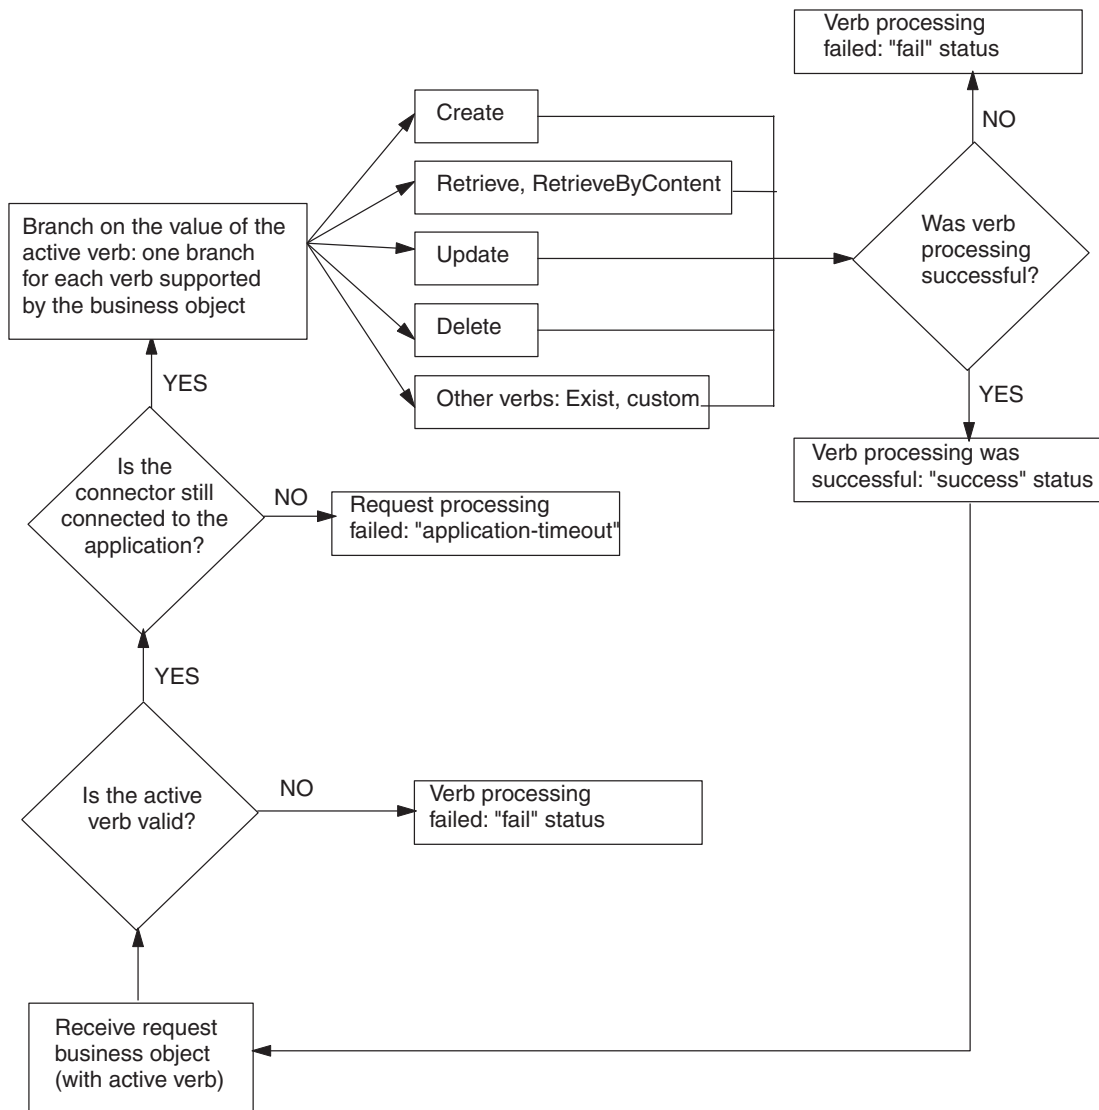 Verb processing
failed: "fail" status
NO
Create
Retrieve, RetrieveByContent
Branch on the value of the
active verb: one branch
for each verb supported
by the business object
Update
Delete
Other verbs: Exist, custom
Was verb
processing
successful?
YES
Verb processing was
successful: "success" status
YES
Is the
connector still
connected to the
application?
NO
Request processing
failed: "application-timeout"
YES
Is the active
verb valid?
NO
Verb processing
failed: "fail" status
Receive request
business object
(with active verb)